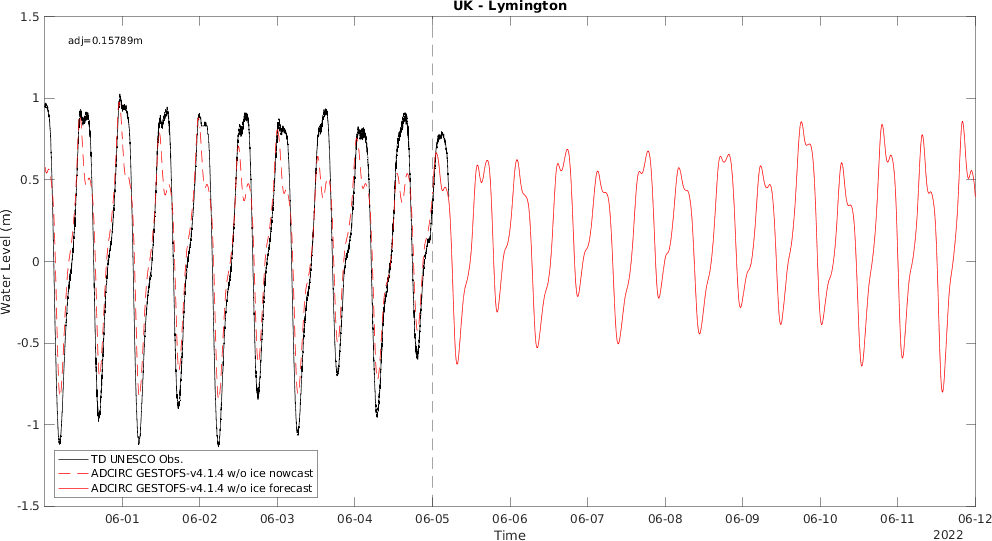 UK - Lymington
adj=0.15789m
1.5
1
0.5
0
-0.5
-1
-1.5
Water Level (m)
TD UNESCO Obs.
ADCIRC GESTOFS-v4.1.4 w/o ice nowcast
ADCIRC GESTOFS-v4.1.4 w/o ice forecast
06-01 06-02 06-03 06-04 06-05 06-06 06-07 06-08 06-09 06-10 06-11 06-12
Time
2022